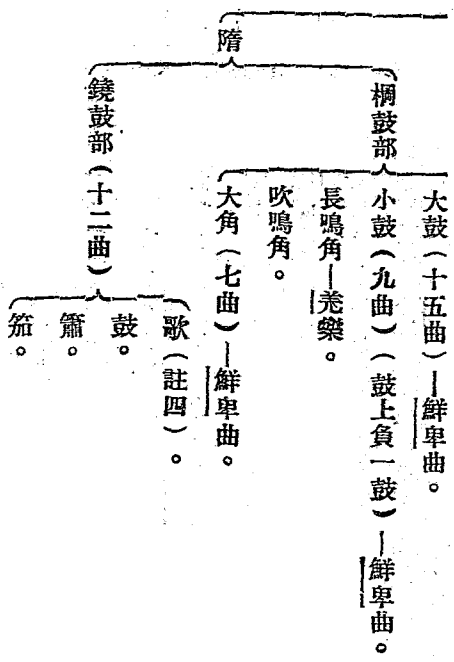 隋
棡鼓部
大鼓(十五曲)—鮮卑曲。
小鼓(九曲)(鼓上負一鼓)—鮮卑曲。
長鳴角—羌樂。
吹鳴角。
大角(七曲)—鮮卑曲。
鐃鼓部(十二曲)
歌(註四)。
鼓。
簫。
笳。